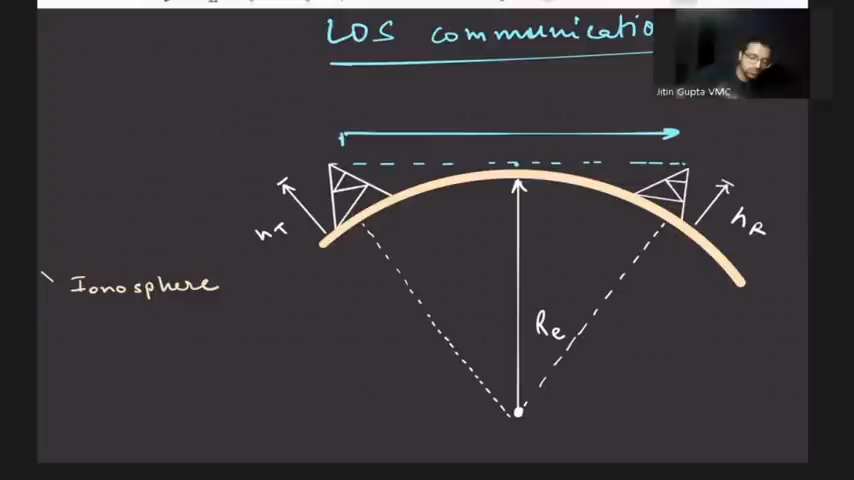 LOS communicatio
Jitin Gupta VMC
hT
hR
Ionosphere
Re